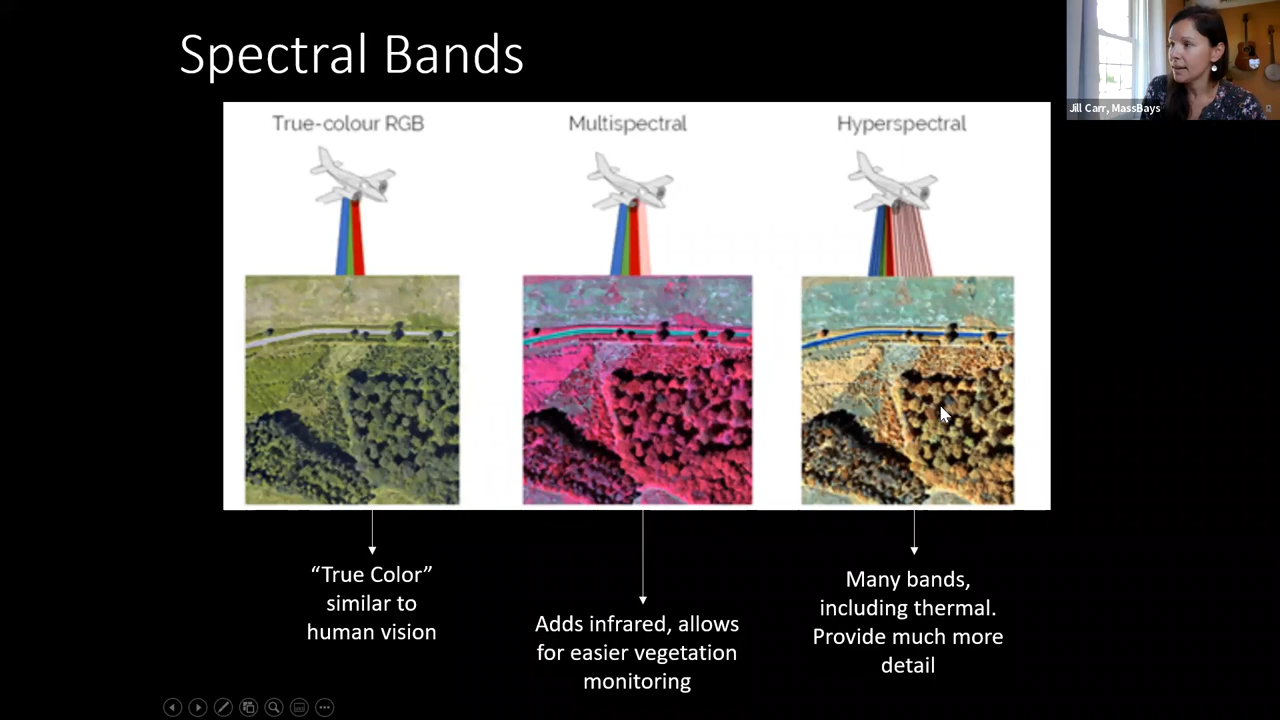 Spectral Bands
Jill Carr, MassBays
True-colour RGB
Multispectral
Hyperspectral
“True Color”
similar to
human vision
Adds infrared, allows
for easier vegetation
monitoring
Many bands,
including thermal.
Provide much more
detail